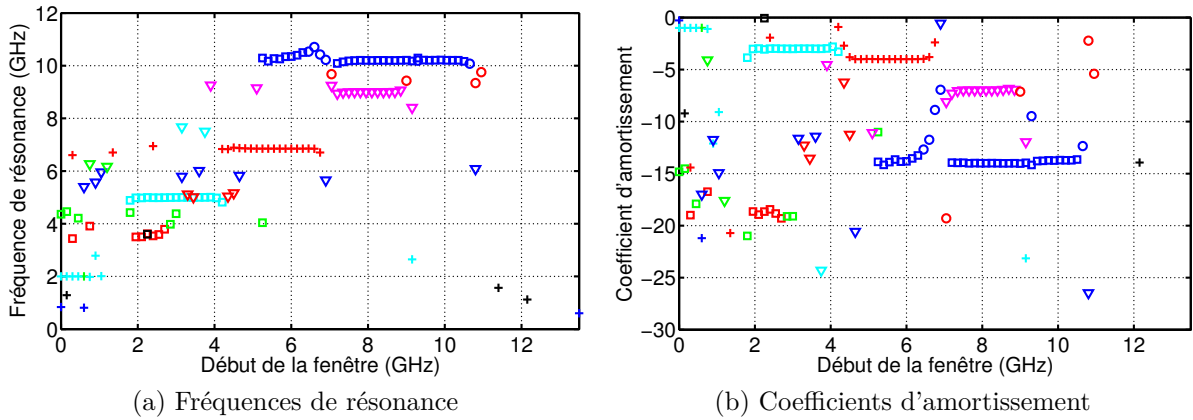 12
10
8
6
4
2
0
Fréquence de résonance (GHz)
0 2 4 6 8 10 12
Début de la fenêtre (GHz)
(a) Fréquences de résonance
0
−5
−10
−15
−20
−25
−30
Coefficient d'amortissement
0 2 4 6 8 10 12
Début de la fenêtre (GHz)
(b) Coefficients d'amortissement